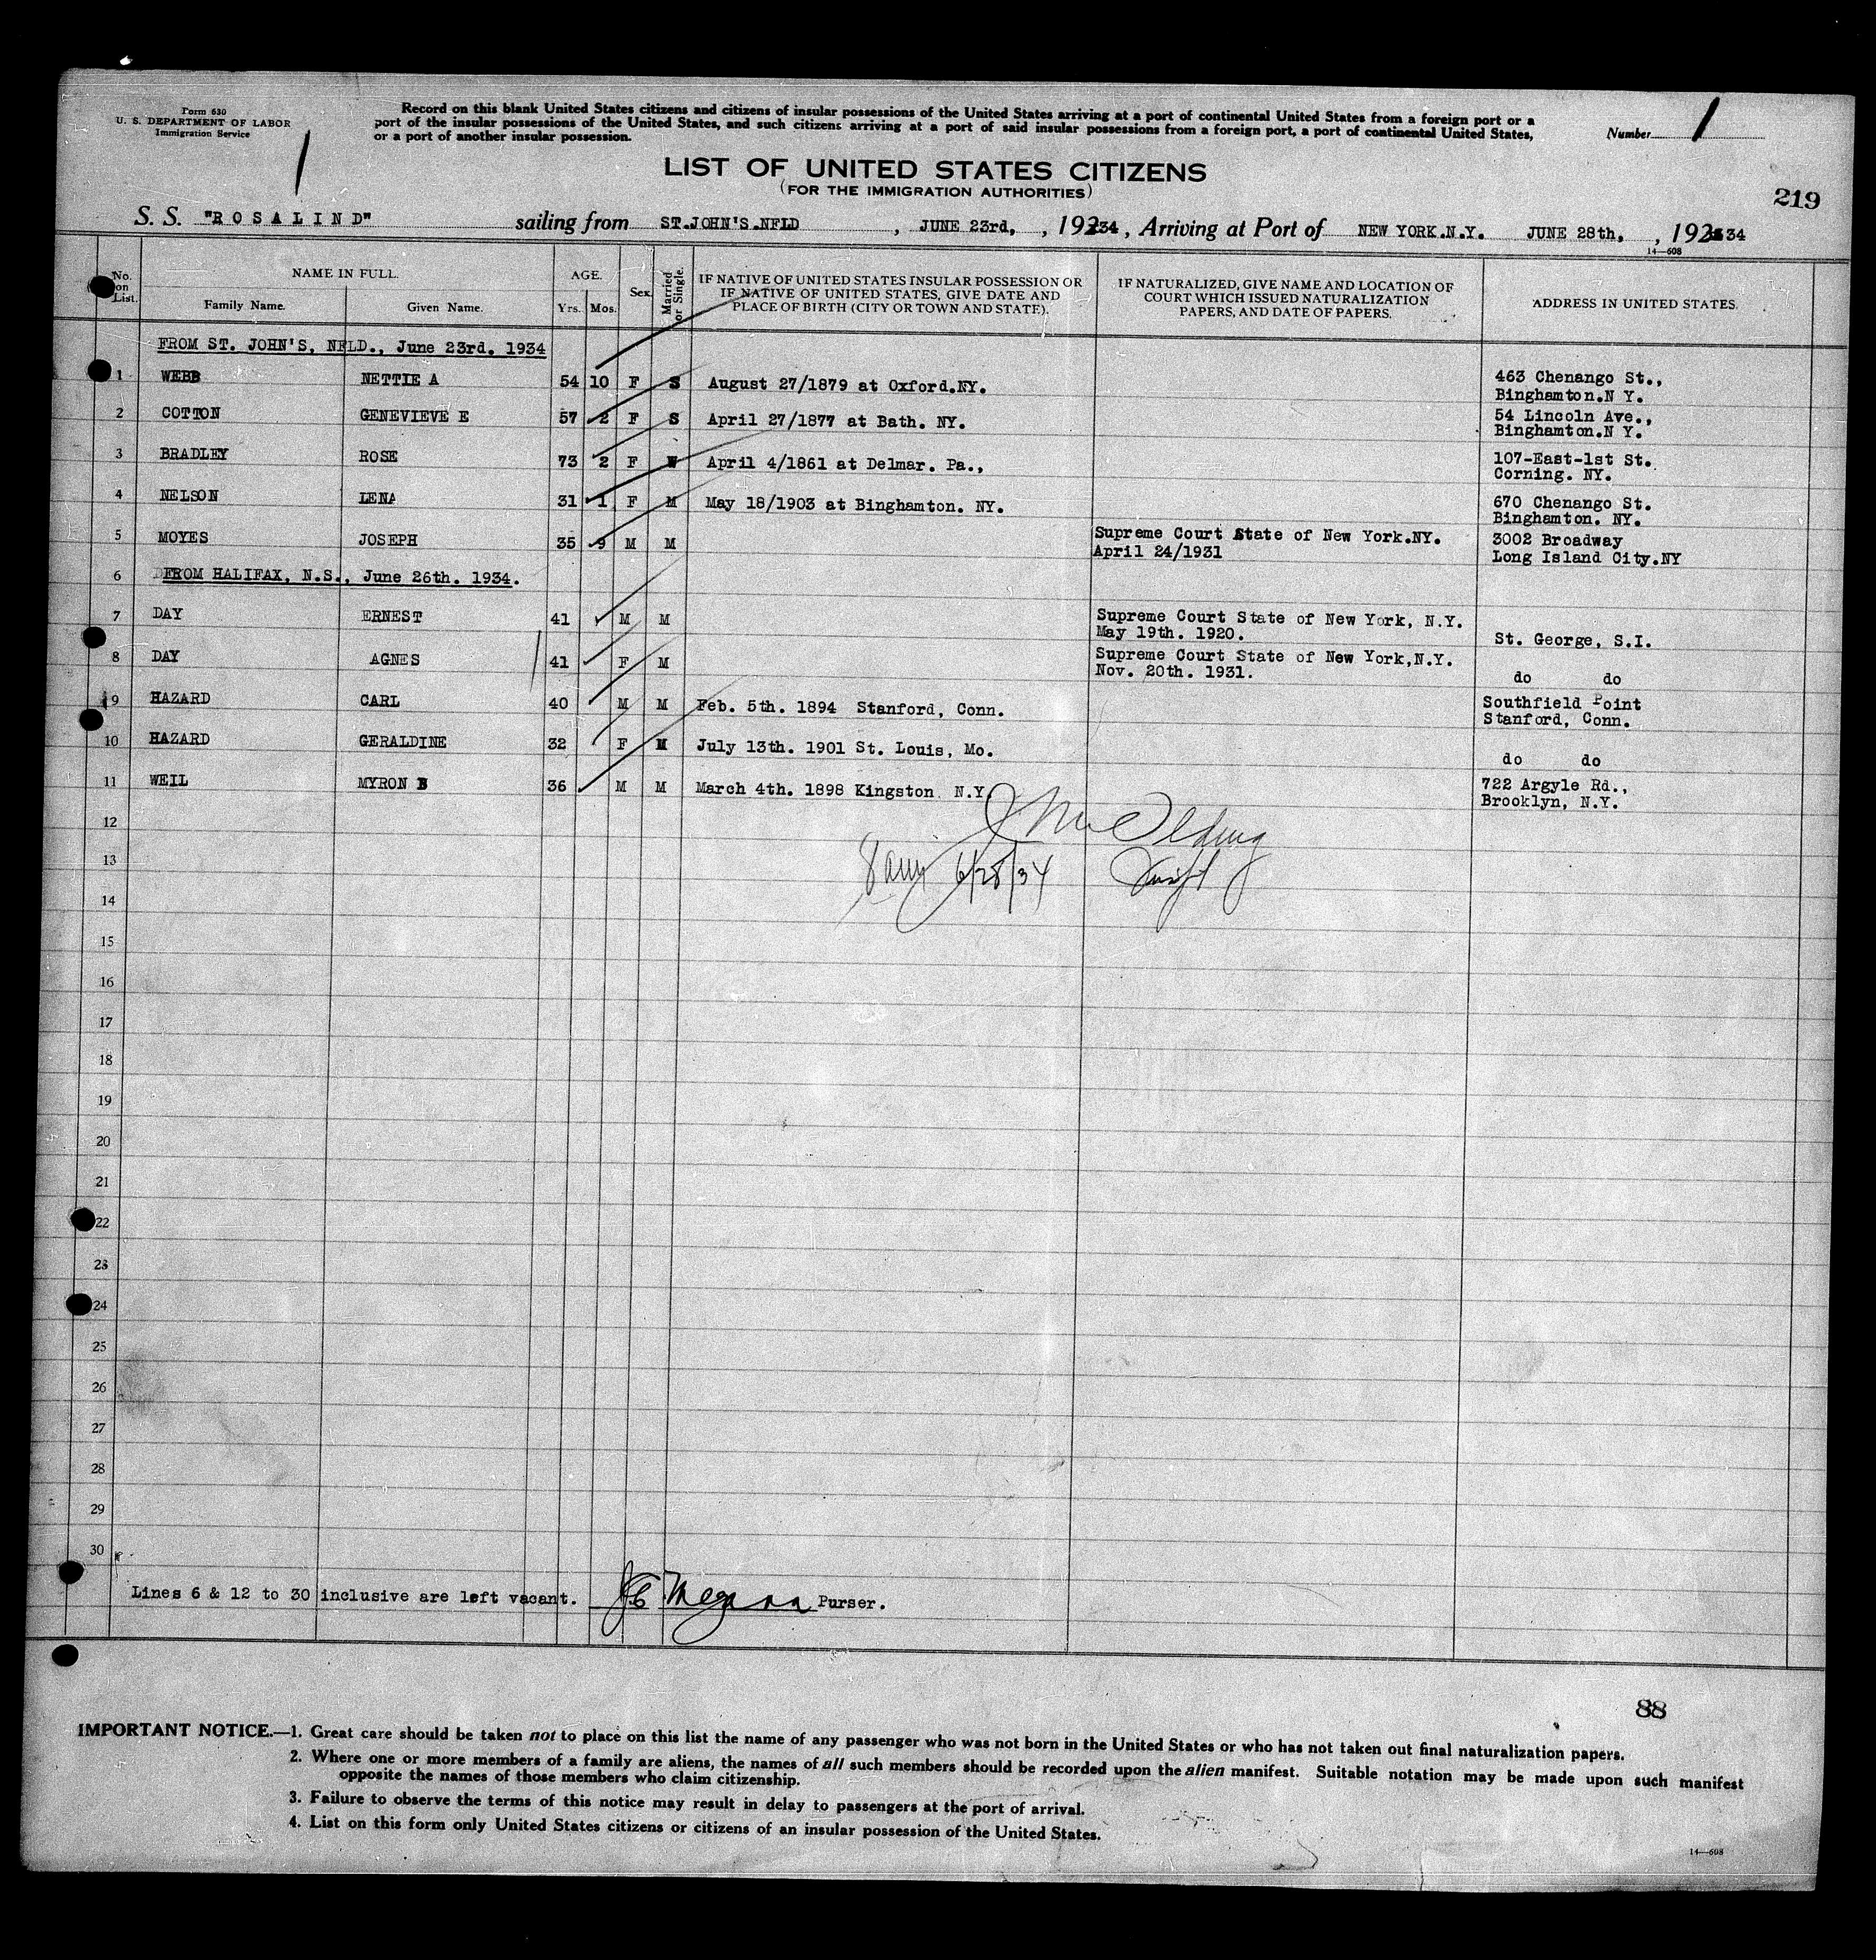 Form 630
U. S. DEPARTMENT OF LABOR
Immigration Service
Record on this blank United States citizens and citizens of insular possessions of the United States arriving at a port of continental United States from a foreign port or a
port of the insular possessions of the United States, and such citizens arriving at a port of said insular possessions from a foreign port, a port of continental United States,
or a port of another insular possession.
Number 1
1
LIST OF UNITED STATES CITIZENS
(FOR THE IMMIGRATION AUTHORITIES)
219
S. S. "ROSALIND" sailing from ST.JOHN'S.NFLD , JUNE 23rd, , 19234 , Arriving at Port of NEW YORK.N.Y. JUNE 28th, , 192334
14—608
No. on List. NAME IN FULL. Family Name. Given Name. AGE. Yrs. Mos. Sex Married or Single. IF NATIVE OF UNITED STATES INSULAR POSSESSION OR IF NATIVE OF UNITED STATES, GIVE DATE AND PLACE OF BIRTH (CITY OR TOWN AND STATE). IF NATURALIZED, GIVE NAME AND LOCATION OF COURT WHICH ISSUED NATURALIZATION PAPERS, AND DATE OF PAPERS. ADDRESS IN UNITED STATES.
FROM ST. JOHN'S, NFLD., June 23rd. 1934
1 WEBB NETTIE A 54 10 F S August 27/1879 at Oxford.NY. 463 Chenango St.,
Binghamton.N Y.
2 COTTON GENEVIEVE E 57 2 F S April 27/1877 at Bath. NY. 54 Lincoln Ave.,
Binghamton.N Y.
3 BRADLEY ROSE 73 2 F April 4/1861 at Delmar. Pa., 107-East-1st St.
Corning. NY.
4 NELSON LENA 31 1 F M May 18/1903 at Binghamton. NY. 670 Chenango St.
Binghamton. NY.
5 MOYES JOSEPH 35 9 M M Supreme Court State of New York.NY. 3002 Broadway
April 24/1931 Long Island City.NY
6 FROM HALIFAX, N.S., June 26th. 1934.
7 DAY ERNEST 41 M M Supreme Court State of New York, N.Y.
May 19th. 1920. St. George, S.I.
8 DAY AGNES 41 F M Supreme Court State of New York,N.Y.
Nov. 20th. 1931. do do
9 HAZARD CARL 40 M M Feb. 5th. 1894 Stanford, Conn. Southfield Point
Stanford, Conn.
10 HAZARD GERALDINE 32 F M July 13th. 1901 St. Louis, Mo. do do
11 WEIL MYRON B 36 M M March 4th. 1898 Kingston N.Y. 722 Argyle Rd.,
Brooklyn, N.Y.
12
13 6/28/34
14
15
16
17
18
19
20
21
22
23
24
25
26
27
28
29
30
Lines 6 & 12 to 30 inclusive are left vacant. Purser.
88
IMPORTANT NOTICE.—1. Great care should be taken not to place on this list the name of any passenger who was not born in the United States or who has not taken out final naturalization papers.
2. Where one or more members of a family are aliens, the names of all such members should be recorded upon the alien manifest. Suitable notation may be made upon such manifest
opposite the names of those members who claim citizenship.
3. Failure to observe the terms of this notice may result in delay to passengers at the port of arrival.
4. List on this form only United States citizens or citizens of an insular possession of the United States.
14—608